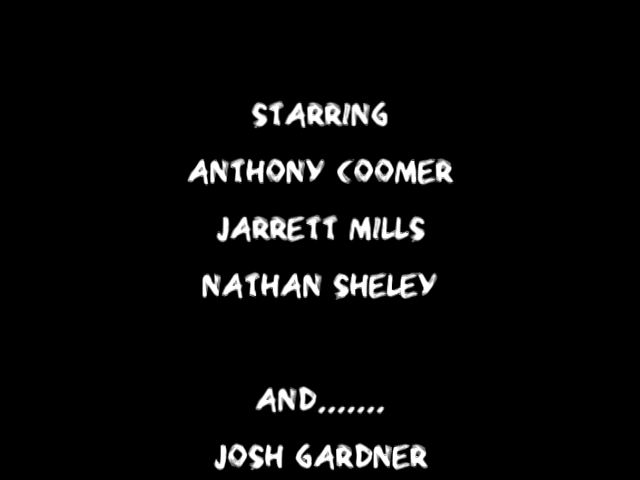 STARRING
ANTHONY COOMER
JARRETT MILLS
NATHAN SHELEY
AND.......
JOSH GARDNER